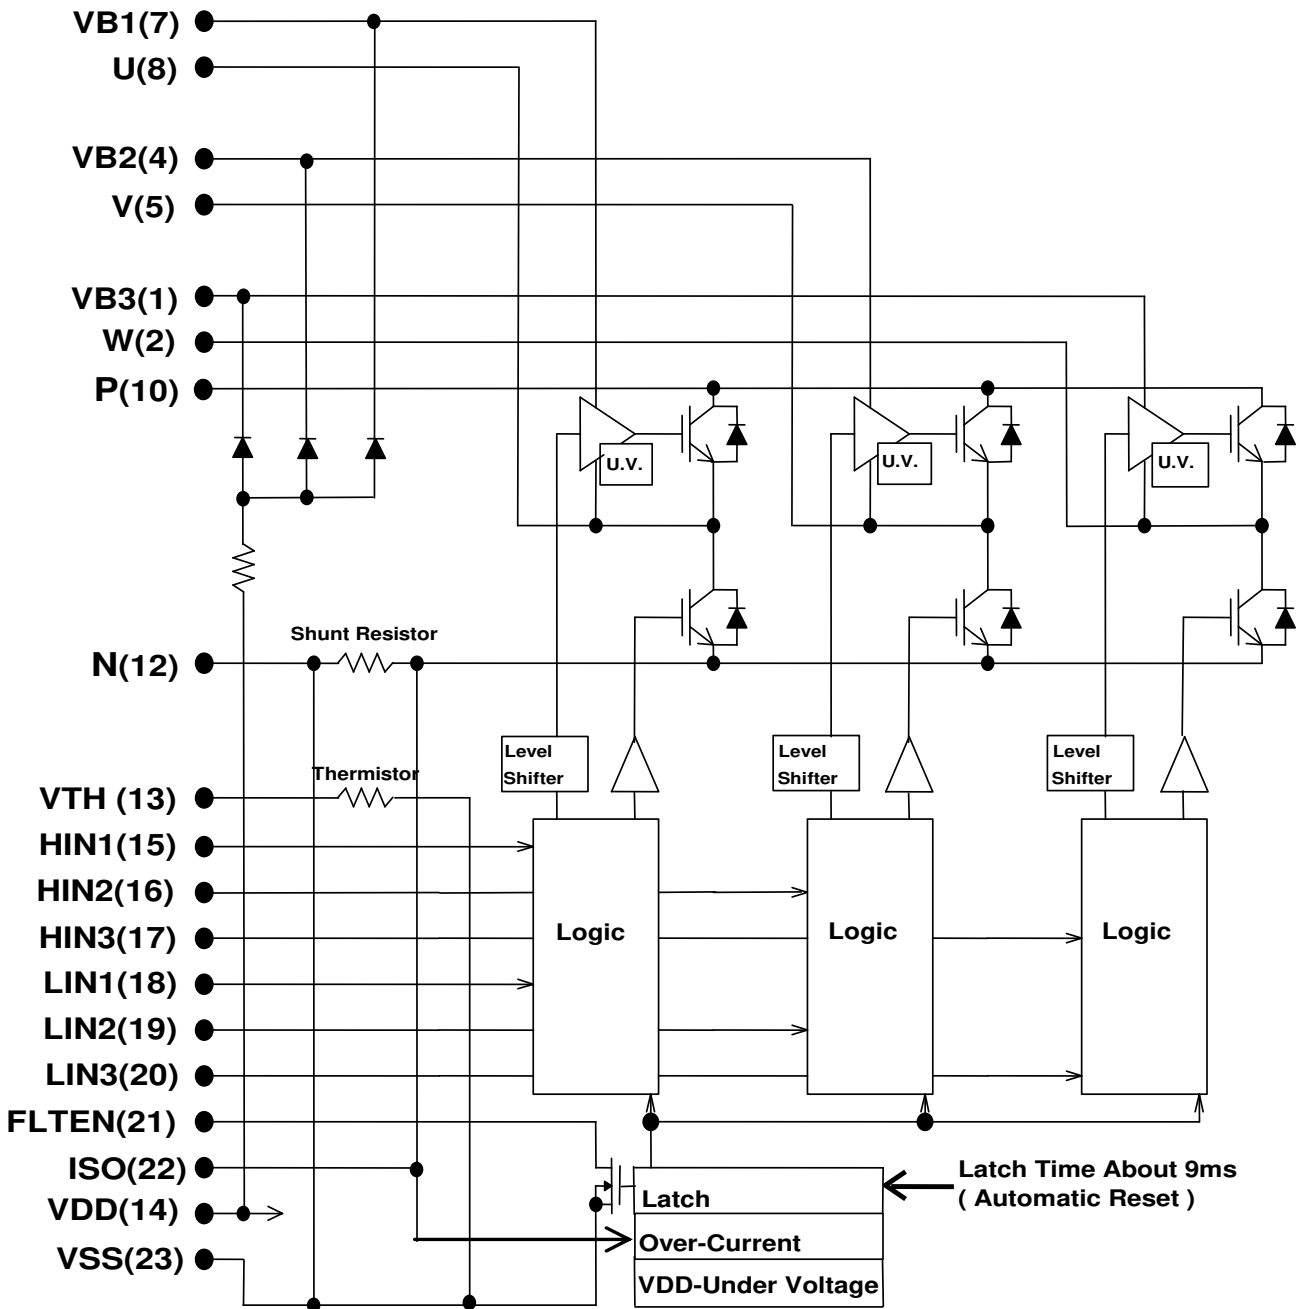 VB1(7)
U(8)
VB2(4)
V(5)
VB3(1)
W(2)
P(10)
U.V.
U.V.
U.V.
Shunt Resistor
N(12)
Level
Shifter
Level
Shifter
Level
Shifter
Thermistor
VTH (13)
HIN1(15)
HIN2(16)
HIN3(17)
LIN1(18)
LIN2(19)
LIN3(20)
Logic
Logic
Logic
FLTEN(21)
ISO(22)
VDD(14)
VSS(23)
Latch
Over-Current
VDD-Under Voltage
Latch Time About 9ms
( Automatic Reset )